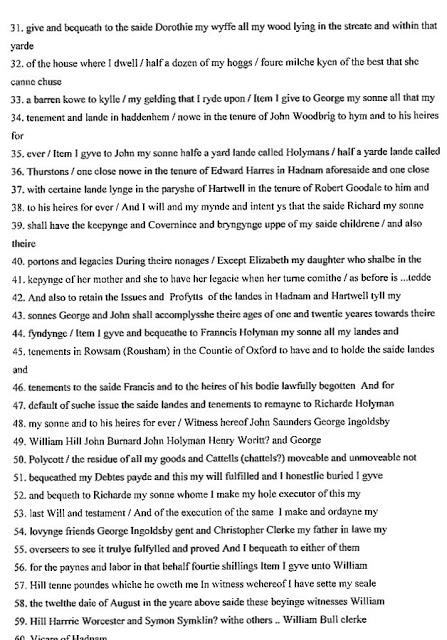 31. give and bequeath to the saide Dorothie my wyffe all my wood lying in the streate and within that
yarde
32. of the house where I dwell / half a dozen of my hoggs / foure milche kyen of the best that she
canne chuse
33. a barren kowe to kylle / my gelding that I ryde upon / Item I give to George my sonne all that my
34. tenement and lande in haddenhem / nowe in the tenure of John Woodbrig to hym and to his heires
for
35. ever / Item I gyve to John my sonne halfe a yard lande called Holymans / half a yarde lande called
36. Thurstons / one close nowe in the tenure of Edward Harres in Hadnam aforesaide and one close
37. with certaine lande lynge in the paryshe of Hartwell in the tenure of Robert Goodale to him and
38. to his heires for ever / And I will and my mynde and intent ys that the saide Richard my sonne
39. shall have the keepynge and Covernince and bryngynge uppe of my saide childrene / and also
theire
40. portons and legacies During theire nonages / Except Elizabeth my daughter who shalbe in the
41. kepynge of her mother and she to have her legacie when her turne comithe / as before is ...tedde
42. And also to retain the Issues and Profytts of the landes in Hadnam and Hartwell tyll my
43. sonnes George and John shall accomplysshe theire ages of one and twentie yeares towards theire
44. fyndynge / Item I gyve and bequeathe to Franncis Holyman my sonne all my landes and
45. tenements in Rowsam (Rousham) in the Countie of Oxford to have and to holde the saide landes
and
46. tenements to the saide Francis and to the heires of his bodie lawfully begotten And for
47. default of suche issue the saide landes and tenements to remayne to Richarde Holyman
48. my sonne and to his heires for ever / Witness hereof John Saunders George Ingoldsby
49. William Hill John Burnard John Holyman Henry Woritt? and George
50. Polycott / the residue of all my goods and Cattells (chattels?) moveable and unmoveable not
51. bequeathed my Debtes payde and this my will fulfilled and I honestlie buried I gyve
52. and bequeth to Richarde my sonne whome I make my hole executor of this my
53. last Will and testament / And of the execution of the same I make and ordayne my
54. lovynge friends George Ingoldsby gent and Christopher Clerke my father in lawe my
55. overseers to see it trulye fulfylled and proved And I bequeath to either of them
56. for the paynes and labor in that behalf fourtie shillings Item I gyve unto William
57. Hill tenne poundes whiche he oweth me In witness wehereof I have sette my seale
58. the twelthe daie of August in the yeare above saide these beyinge witnesses William
59. Hill Harrrie Worcester and Symon Symklin? withe others .. William Bull clerke
60. Vicare of Hadnam